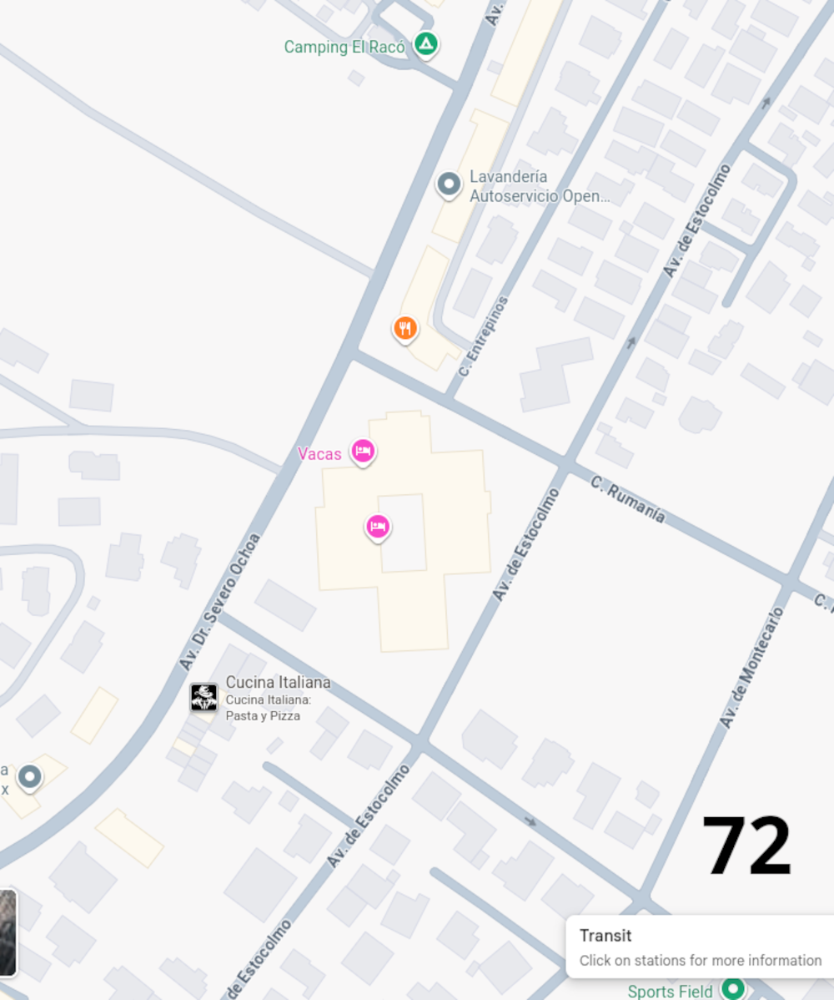 Av.
Camping El Racó
Lavandería
Autoservicio Open...
Av. de Estocolmo
C. Entrepinos
Vacas
C. Rumanía
Av. de Estocolmo
Av. Dr. Severo Ochoa
C.
Av. de Montecarlo
Cucina Italiana
Cucina Italiana:
Pasta y Pizza
a
x
Av. de Estocolmo
72
Transit
Click on stations for more information
de Estocolmo
Sports Field